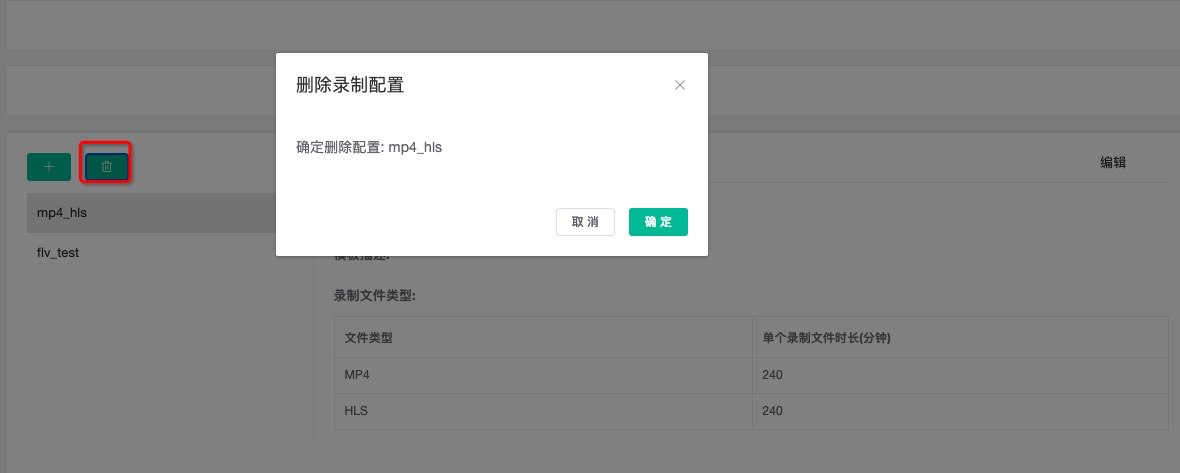 删除录制配置
确定删除配置: mp4_hls
取 消
确 定
编辑
mp4_hls
flv_test
模板描述:
录制文件类型:
文件类型
单个录制文件时长(分钟)
MP4
240
HLS
240